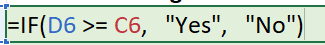 =IF(D6 >= C6,  "Yes",  "No")